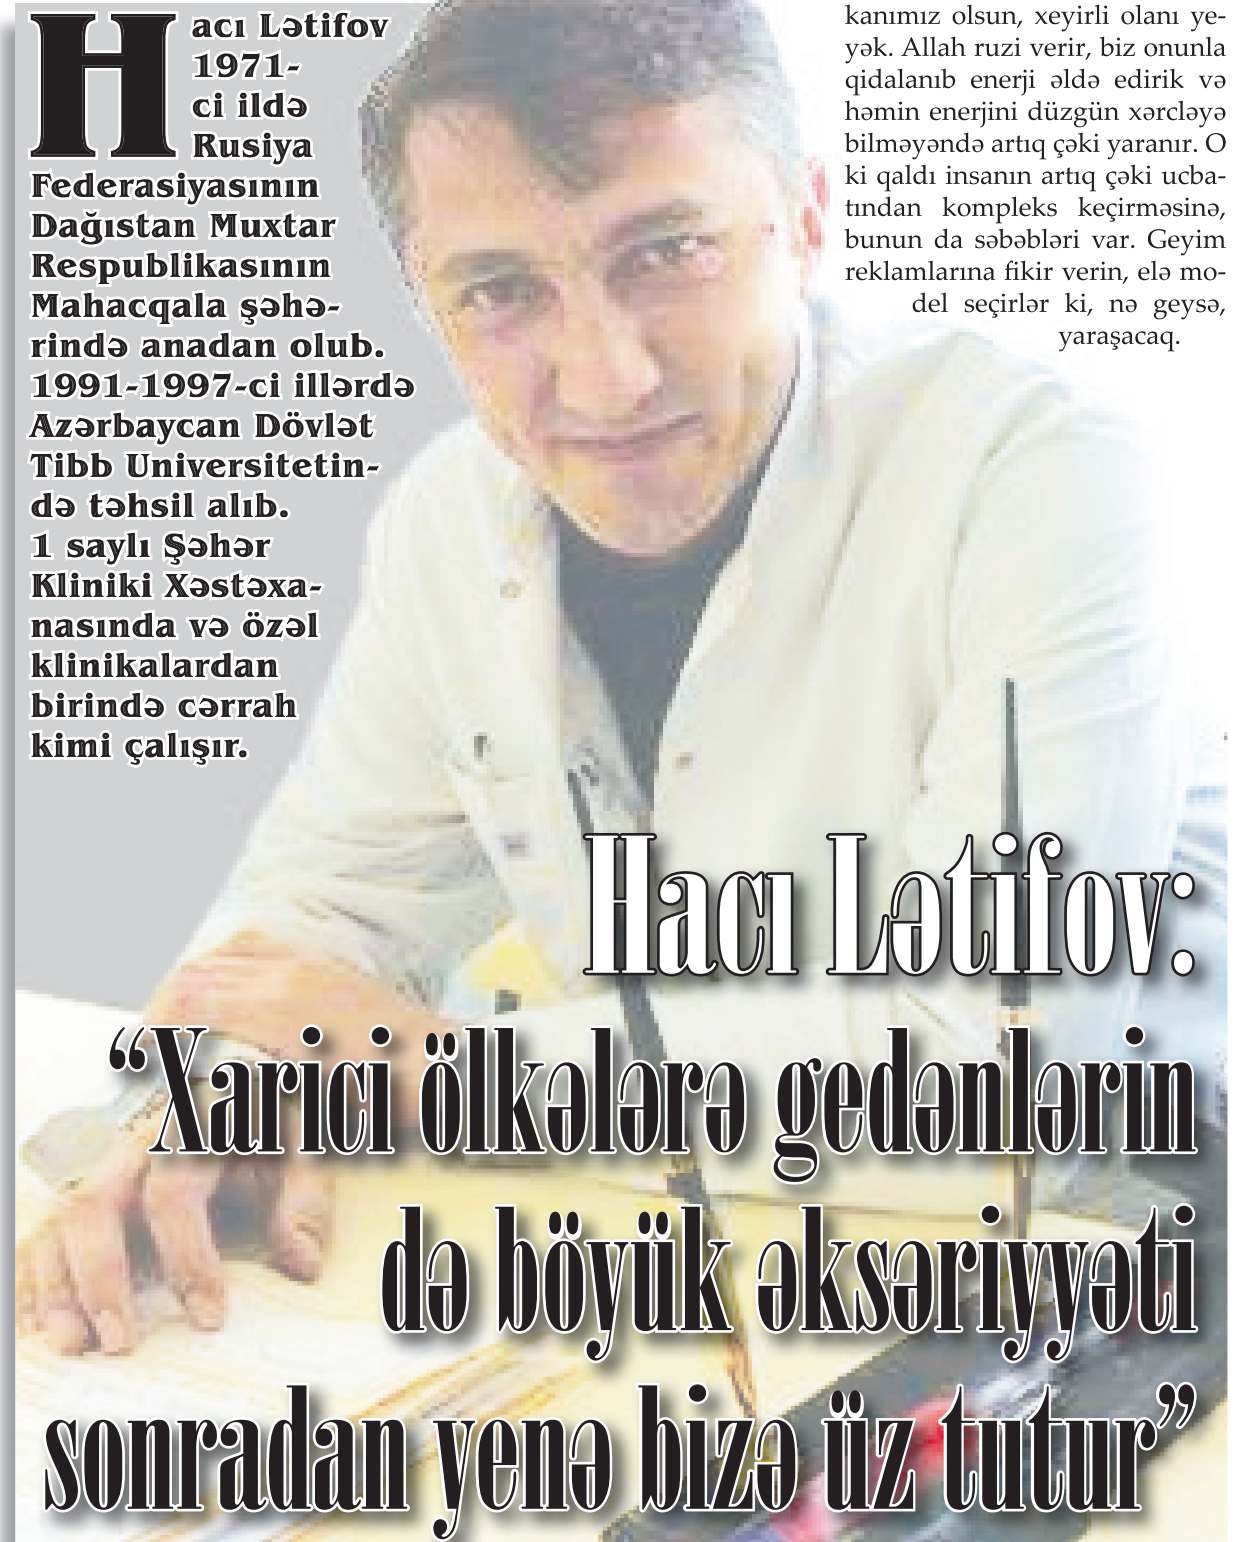 Hacı Lətifov
1971-
ci ildə
Rusiya
Federasiyasının
Dağıstan Muxtar
Respublikasının
Mahacqala şəhə-
rində anadan olub.
1991-1997-ci illərdə
Azərbaycan Dövlət
Tibb Universitetin-
də təhsil alıb.
1 saylı Şəhər
Kliniki Xəstəxa-
nasında və özəl
klinikalardan
birində cərrah
kimi çalışır.
kanımız olsun, xeyirli olanı ye-
yək. Allah ruzi verir, biz onunla
qidalanıb enerji əldə edirik və
həmin enerjini düzgün xərcləyə
bilməyəndə artıq çəki yaranır. O
ki qaldı insanın artıq çəki ucba-
tından kompleks keçirməsinə,
bunun da səbəbləri var. Geyim
reklamlarına fikir verin, elə mo-
del seçirlər ki, nə geysə,
yaraşacaq.
Hacı Lətifov:
“Xarici ölkələrə gedənlərin
də böyük əksəriyyəti
sonradan yenə bizə üz tutur”